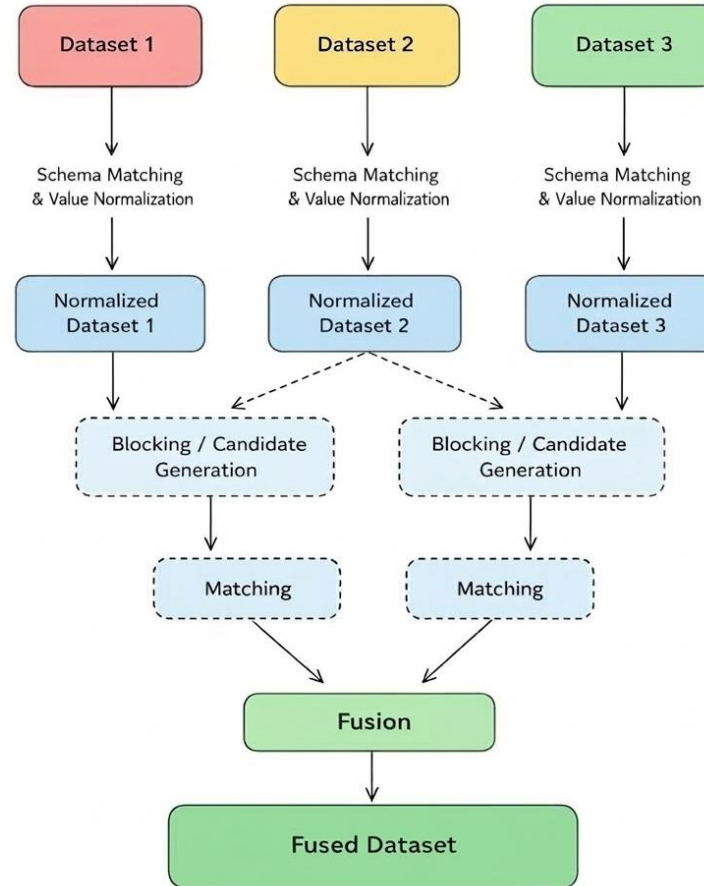 Dataset 1
Dataset 2
Dataset 3
Schema Matching
& Value Normalization
Schema Matching
& Value Normalization
Schema Matching
& Value Normalization
Normalized
Dataset 1
Normalized
Dataset 2
Normalized
Dataset 3
Blocking / Candidate
Generation
Blocking / Candidate
Generation
Matching
Matching
Fusion
Fused Dataset